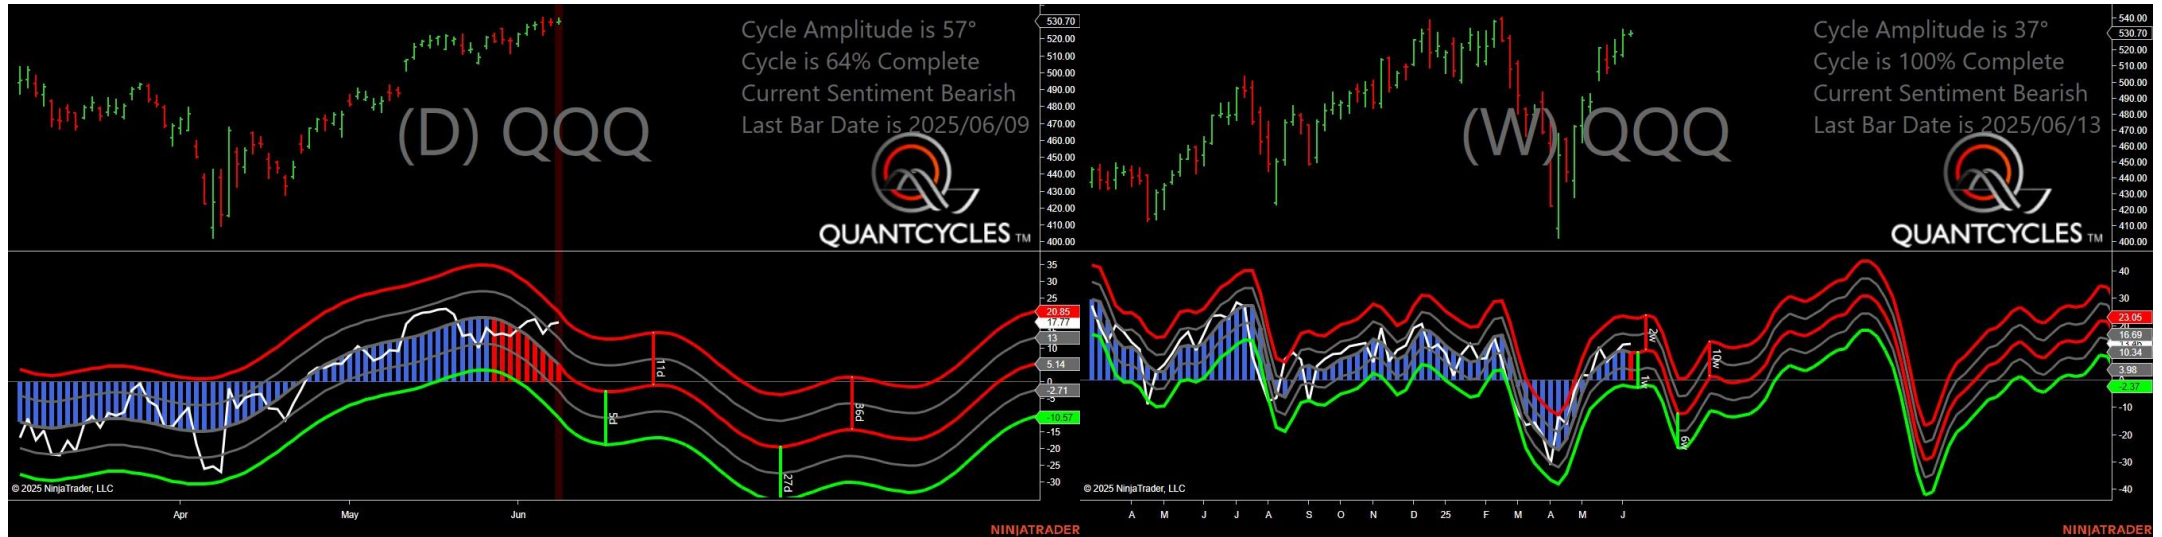 Cycle Amplitude is 57°
Cycle is 64% Complete
Current Sentiment Bearish
Last Bar Date is 2025/06/09
(D) QQQ
QUANTCYCLES TM
530.70
520.00
510.00
500.00
490.00
480.00
470.00
460.00
450.00
440.00
430.00
420.00
410.00
400.00
35
30
25
20.85
17.77
13
10
5.14
0
-2.71
-5
-10.57
-15
-20
-25
-30
5d
11d
27d
36d
© 2025 NinjaTrader, LLC
Apr May Jun
NINJATRADER
Cycle Amplitude is 37°
Cycle is 100% Complete
Current Sentiment Bearish
Last Bar Date is 2025/06/13
(W) QQQ
QUANTCYCLES TM
540.00
530.70
520.00
510.00
500.00
490.00
480.00
470.00
460.00
450.00
440.00
430.00
420.00
410.00
400.00
40
30
23.05
20
16.69
10.34
3.98
-2.37
-10
-20
-30
-40
2w
1w
6w
10w
© 2025 NinjaTrader, LLC
A M J J A S O N D 25 F M A M J
NINJATRADER